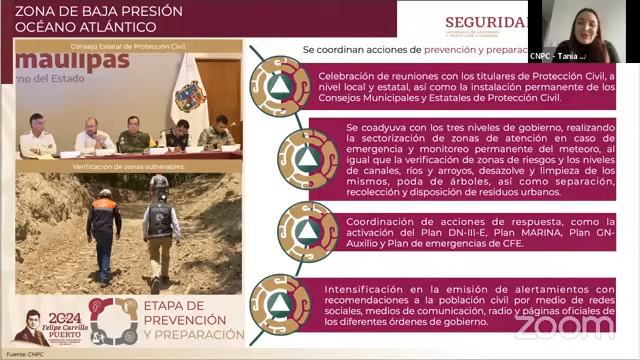 ZONA DE BAJA PRESIÓN
OCÉANO ATLÁNTICO
SEGURIDAD
Se coordinan acciones de prevención y prepara
CNPC - Tania
Consejo Estatal de Protección Civil.
maulipas
rno del Estado
Celebración de reuniones con los titulares de Protección Civil, a
nivel local y estatal, así como la instalación permanente de los
Consejos Municipales y Estatales de Protección Civil.
Se coadyuva con los tres niveles de gobierno, realizando
la sectorización de zonas de atención en caso de
emergencia y monitoreo permanente del meteoro, al
igual que la verificación de zonas de riesgos y los niveles
de canales, ríos y arroyos, desazolve y limpieza de los
mismos, poda de árboles, así como separación,
recolección y disposición de residuos urbanos.
Verificación de zonas vulnerables.
Coordinación de acciones de respuesta, como la
activación del Plan DN-III-E, Plan MARINA, Plan GN-
Auxilio y Plan de emergencias de CFE.
Intensificación en la emisión de alertamientos con
recomendaciones a la población civil por medio de redes
sociales, medios de comunicación, radio y páginas oficiales de
los diferentes órdenes de gobierno.
2024
Felipe Carrillo
PUERTO
ETAPA DE
PREVENCIÓN
Y PREPARACIÓN
Fuente: CNPC
zoom